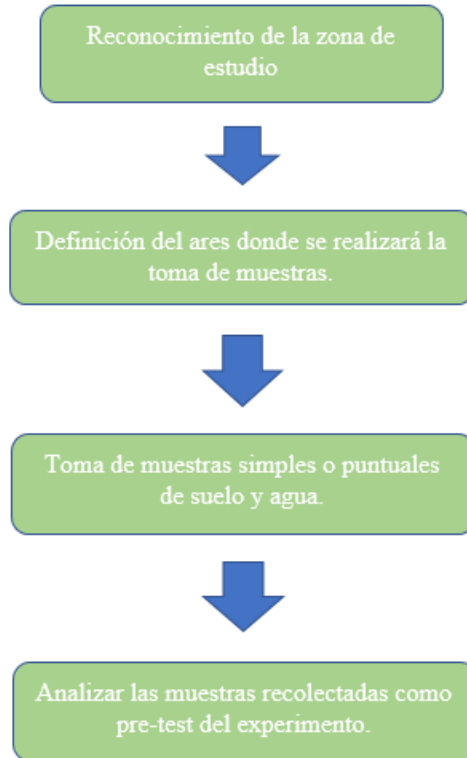 Reconocimiento de la zona de
estudio
Definición del ares donde se realizará la
toma de muestras.
Toma de muestras simples o puntuales
de suelo y agua.
Analizar las muestras recolectadas como
pre-test del experimento.